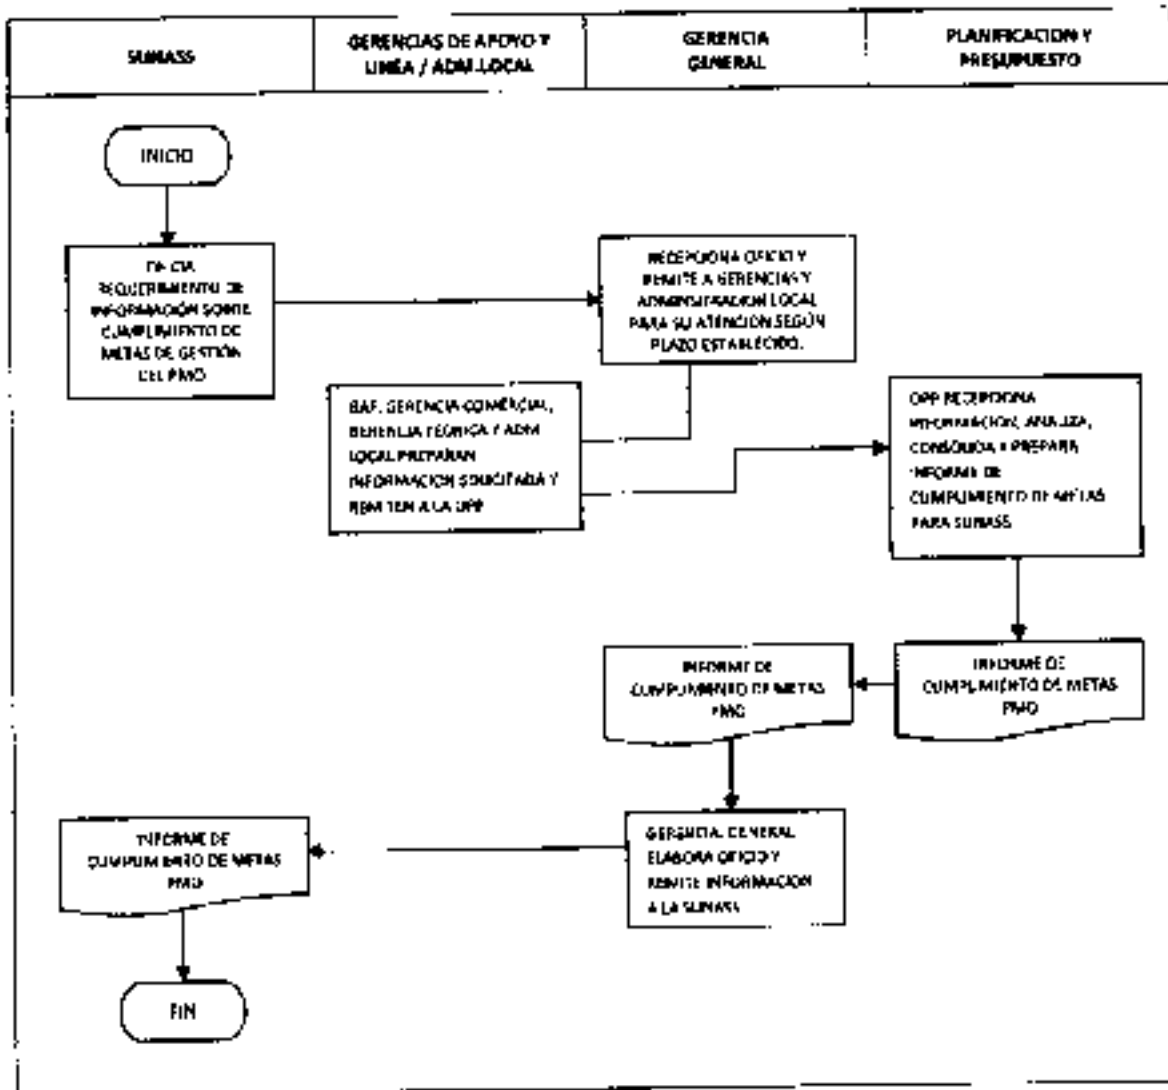 SUNASS
GERENCIAS DE APOYO Y
LINEA / ADM. LOCAL
GERENCIA
GENERAL
PLANIFICACION Y
PRESUPUESTO
INICIO
REQUERIMIENTO DE
INFORMACIÓN SOBRE
CUMPLIMIENTO DE
METAS DE GESTIÓN
DEL PMO
RECEPCIONA OFICIO Y
REMITE A GERENCIAS Y
ADMINISTRACION LOCAL
PARA SU ATENCION SEGÚN
PLAZO ESTABLECIDO.
GAF, GERENCIA COMERCIAL,
GERENCIA TECNICA Y ADM
LOCAL PREPARAN
INFORMACION SOLICITADA Y
REMITEN A LA OPP
OPP RECEPCIONA
INFORMACION, ANALIZA,
CONSOLIDA Y PREPARA
INFORME DE
CUMPLIMIENTO DE METAS
PARA SUNASS
INFORME DE
CUMPLIMIENTO DE METAS
PMO
INFORME DE
CUMPLIMIENTO DE METAS
PMO
INFORME DE
CUMPLIMIENTO DE METAS
PMO
GERENCIA GENERAL
ELABORA OFICIO Y
REMITE INFORMACION
A LA SUNASS
FIN